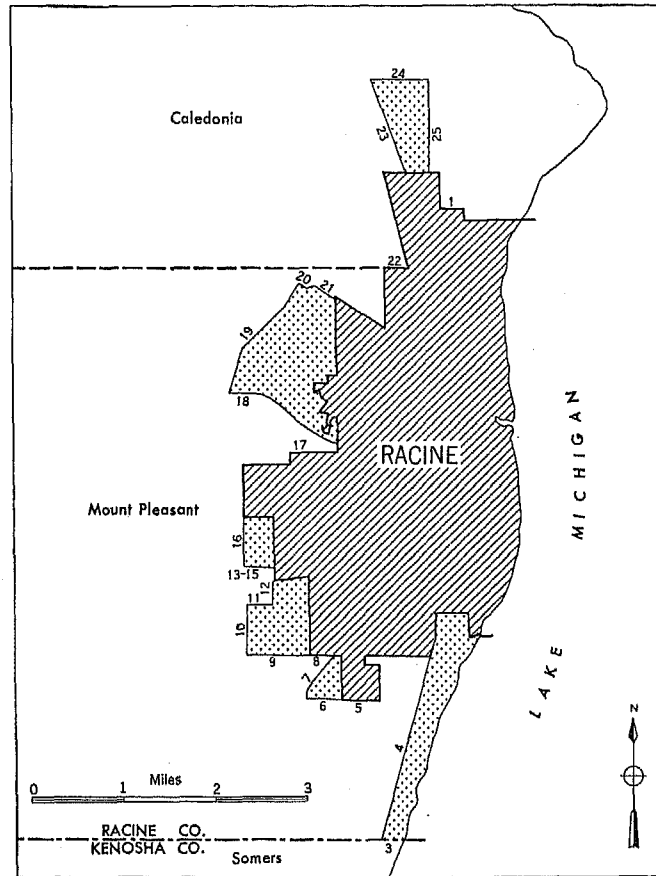 24
Caledonia
23
25
1
22
20
21
19
18
17
RACINE
MICHIGAN
Mount Pleasant
16
13-15
12
11
10
9
8
7
6
5
LAKE
4
N
0 1 2 3
Miles
RACINE CO.
KENOSHA CO.
3
Somers